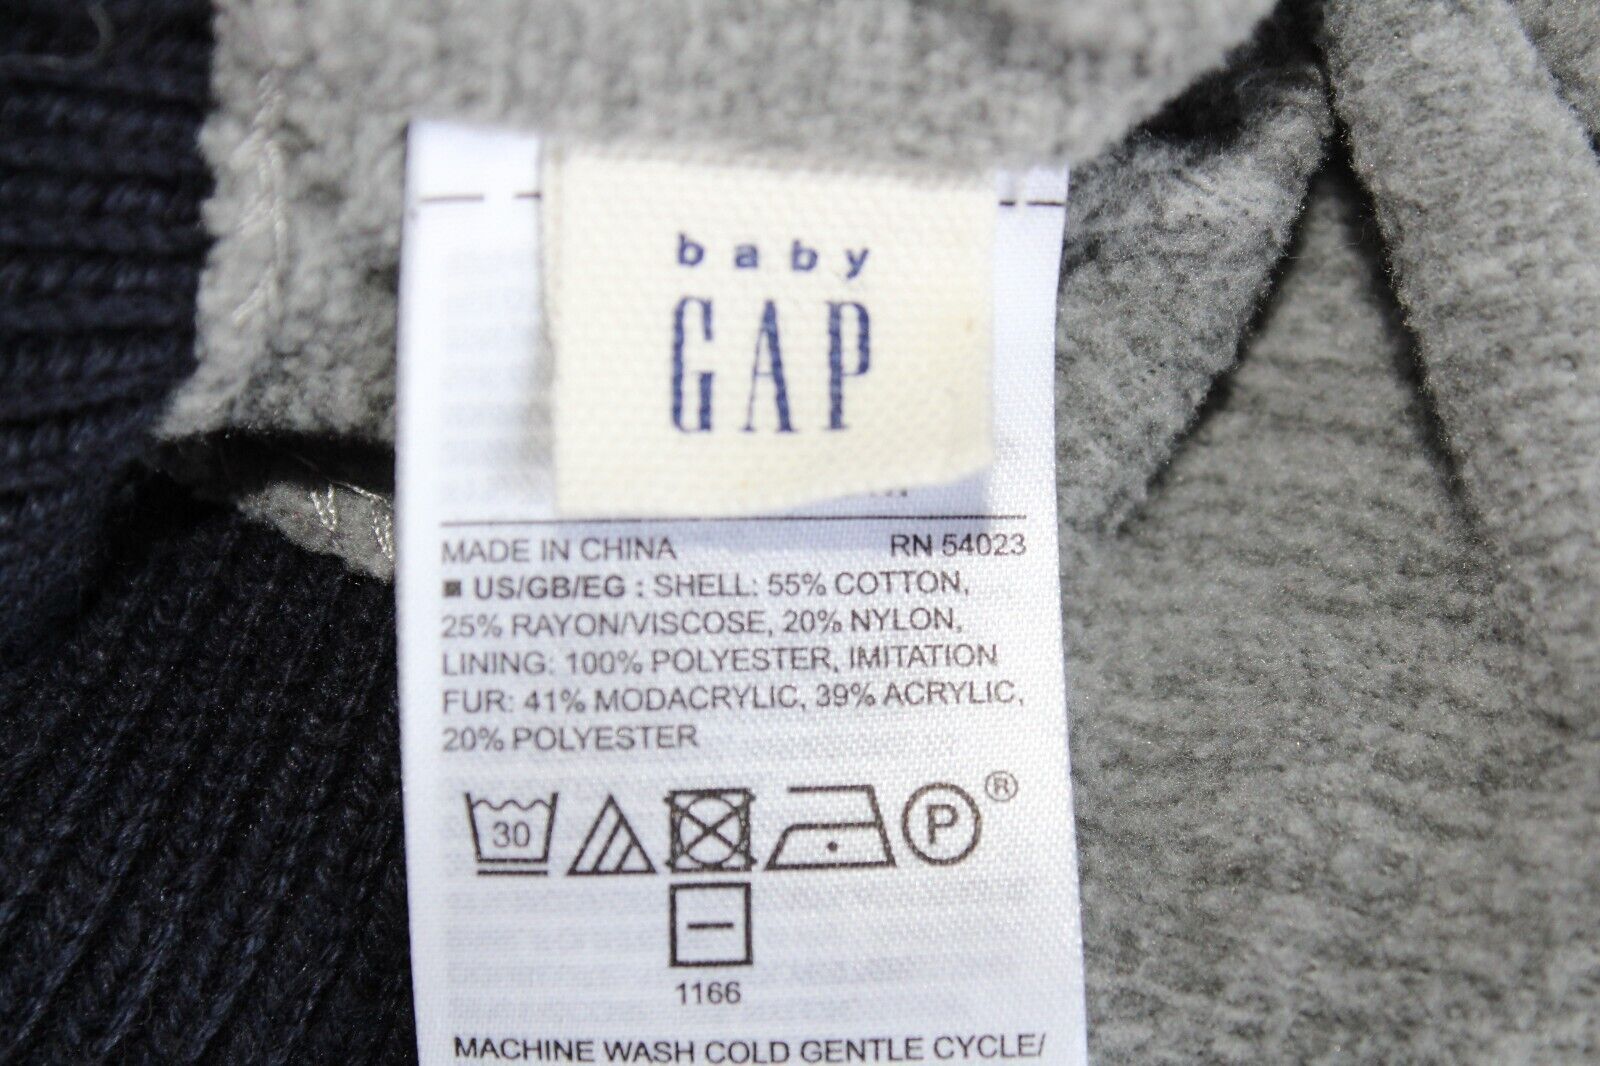 baby
GAP
MADE IN CHINA RN 54023
■ US/GB/EG : SHELL: 55% COTTON,
25% RAYON/VISCOSE, 20% NYLON,
LINING: 100% POLYESTER, IMITATION
FUR: 41% MODACRYLIC, 39% ACRYLIC,
20% POLYESTER
30 P ®
1166
MACHINE WASH COLD GENTLE CYCLE/